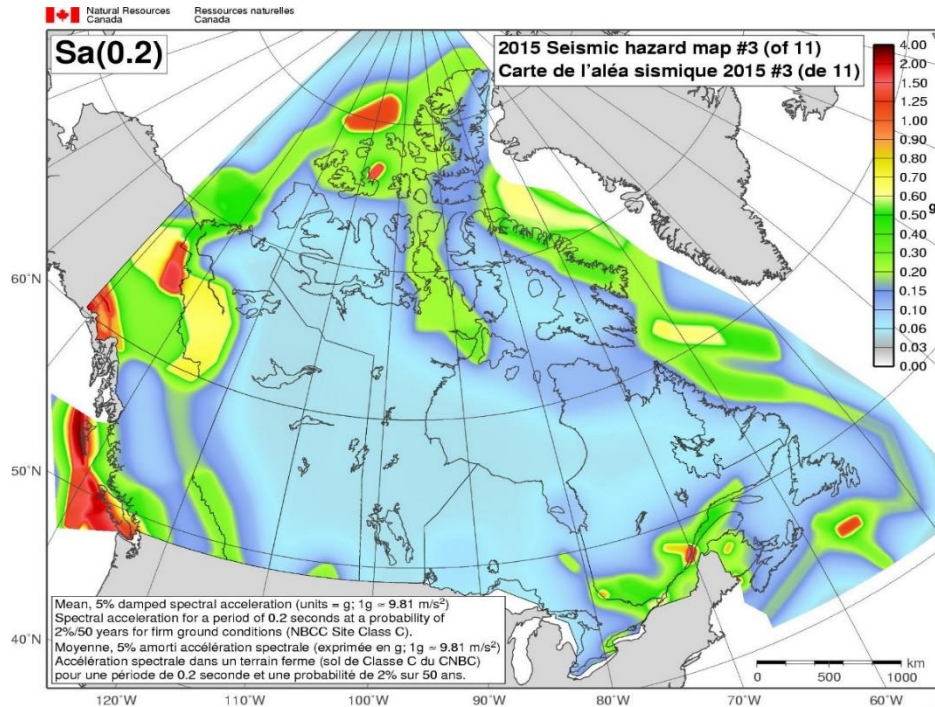 Natural Resources Canada
Ressources naturelles Canada
Sa(0.2)
2015 Seismic hazard map #3 (of 11)
Carte de l'aléa sismique 2015 #3 (de 11)
4.00
2.00
1.50
1.25
1.00
0.90
0.80
0.70
0.60
0.50
0.40
0.30
0.20
0.15
0.10
0.06
0.03
0.00
g
60°N
50°N
40°N
60°N
50°N
40°N
Mean, 5% damped spectral acceleration (units = g; 1g ≃ 9.81 m/s²)
Spectral acceleration for a period of 0.2 seconds at a probability of
2%/50 years for firm ground conditions (NBCC Site Class C).
Moyenne, 5% amorti accélération spectrale (exprimée en g; 1g ≃ 9.81 m/s²)
Accélération spectrale dans un terrain ferme (sol de Classe C du CNBC)
pour une période de 0.2 seconde et une probabilité de 2% sur 50 ans.
km
0 500 1000
120°W 110°W 100°W 90°W 80°W 70°W 60°W